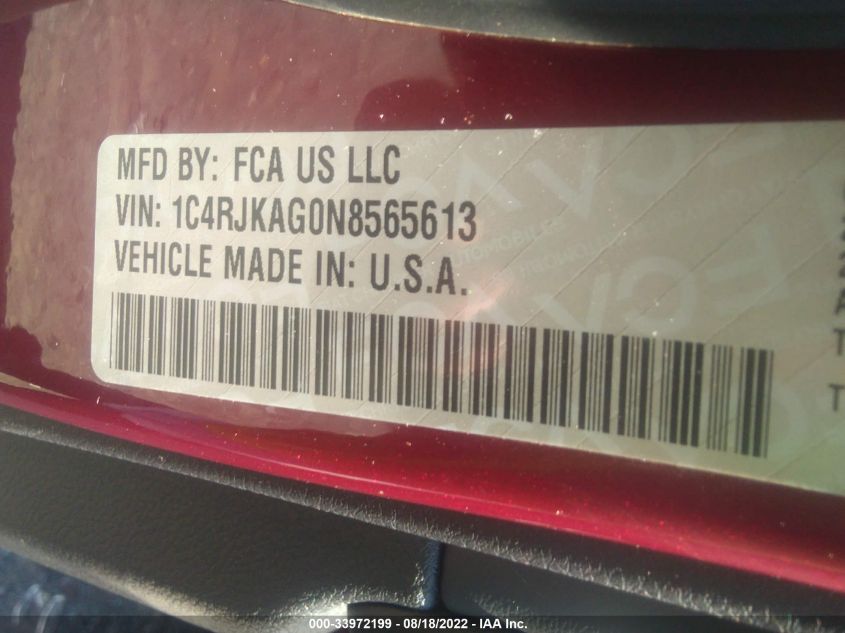 MFD BY: FCA US LLC
VIN: 1C4RJKAG0N8565613
VEHICLE MADE IN: U.S.A.
000-33972199 - 08/18/2022 - IAA Inc.